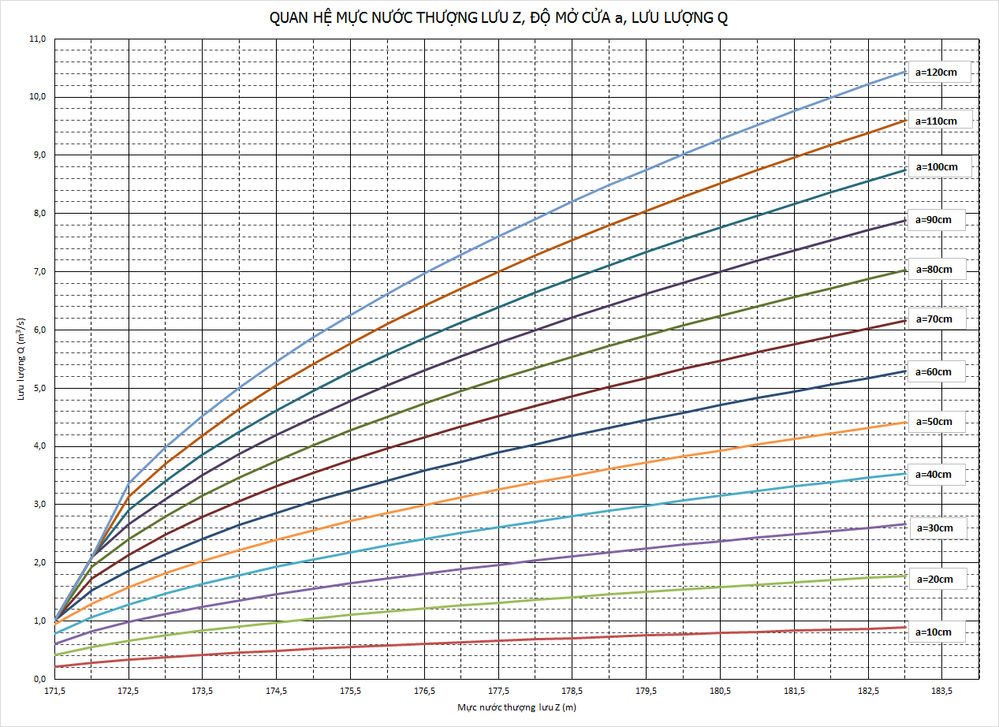 QUAN HỆ MỰC NƯỚC THƯỢNG LƯU Z, ĐỘ MỞ CỬA a, LƯU LƯỢNG Q
11,0
10,0
9,0
8,0
7,0
6,0
5,0
4,0
3,0
2,0
1,0
0,0
Lưu lượng Q (m³/s)
a=120cm
a=110cm
a=100cm
a=90cm
a=80cm
a=70cm
a=60cm
a=50cm
a=40cm
a=30cm
a=20cm
a=10cm
171,5 172,5 173,5 174,5 175,5 176,5 177,5 178,5 179,5 180,5 181,5 182,5 183,5
Mực nước thượng lưu Z (m)